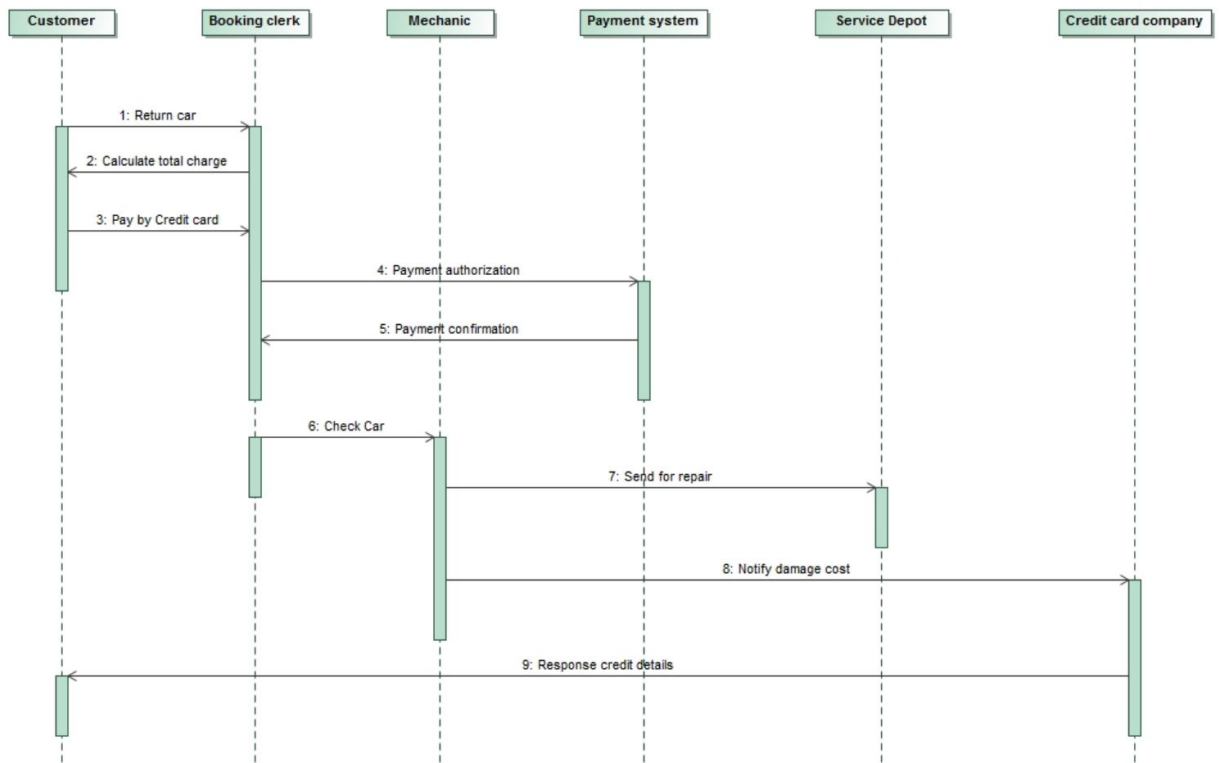 Customer
Booking clerk
Mechanic
Payment system
Service Depot
Credit card company
1: Return car
2: Calculate total charge
3: Pay by Credit card
4: Payment authorization
5: Payment confirmation
6: Check Car
7: Send for repair
8: Notify damage cost
9: Response credit details